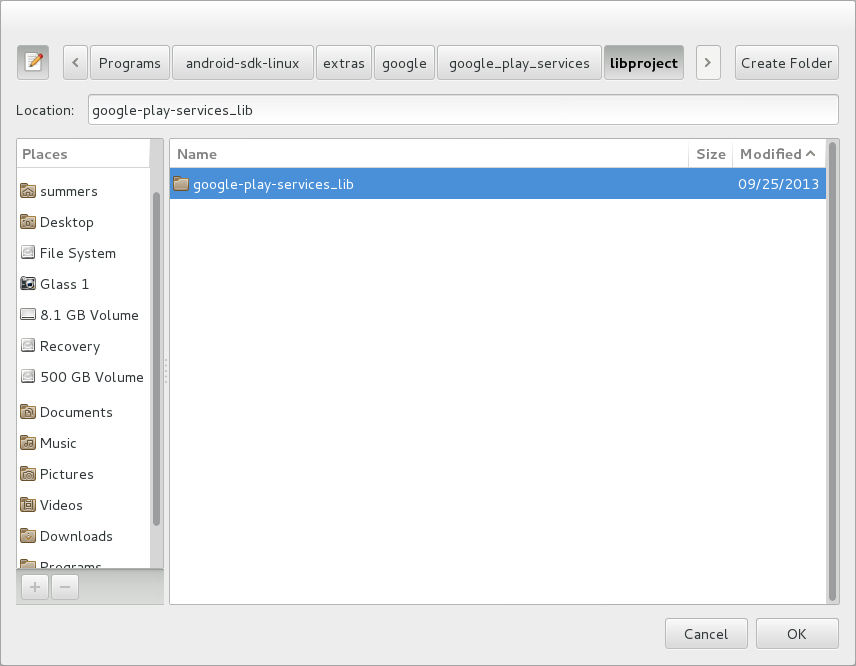 Programs android-sdk-linux extras google google_play_services libproject Create Folder
Location: google-play-services_lib
Places
summers
Desktop
File System
Glass 1
8.1 GB Volume
Recovery
500 GB Volume
Documents
Music
Pictures
Videos
Downloads
Programs
Name Size Modified
google-play-services_lib 09/25/2013
Cancel OK